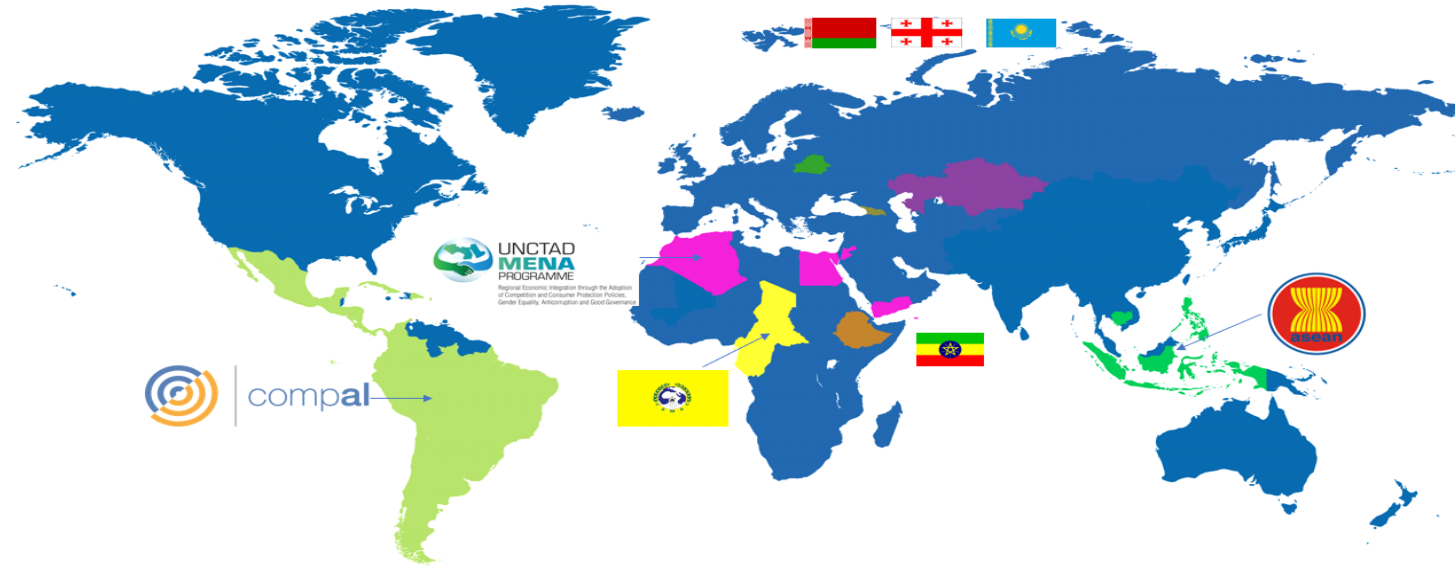 UNCTAD
MENA
PROGRAMME
Regional Economic Integration through the Adoption
of Competition and Consumer Protection Policies,
Gender Equality, Anticorruption and Good Governance
asean
compal